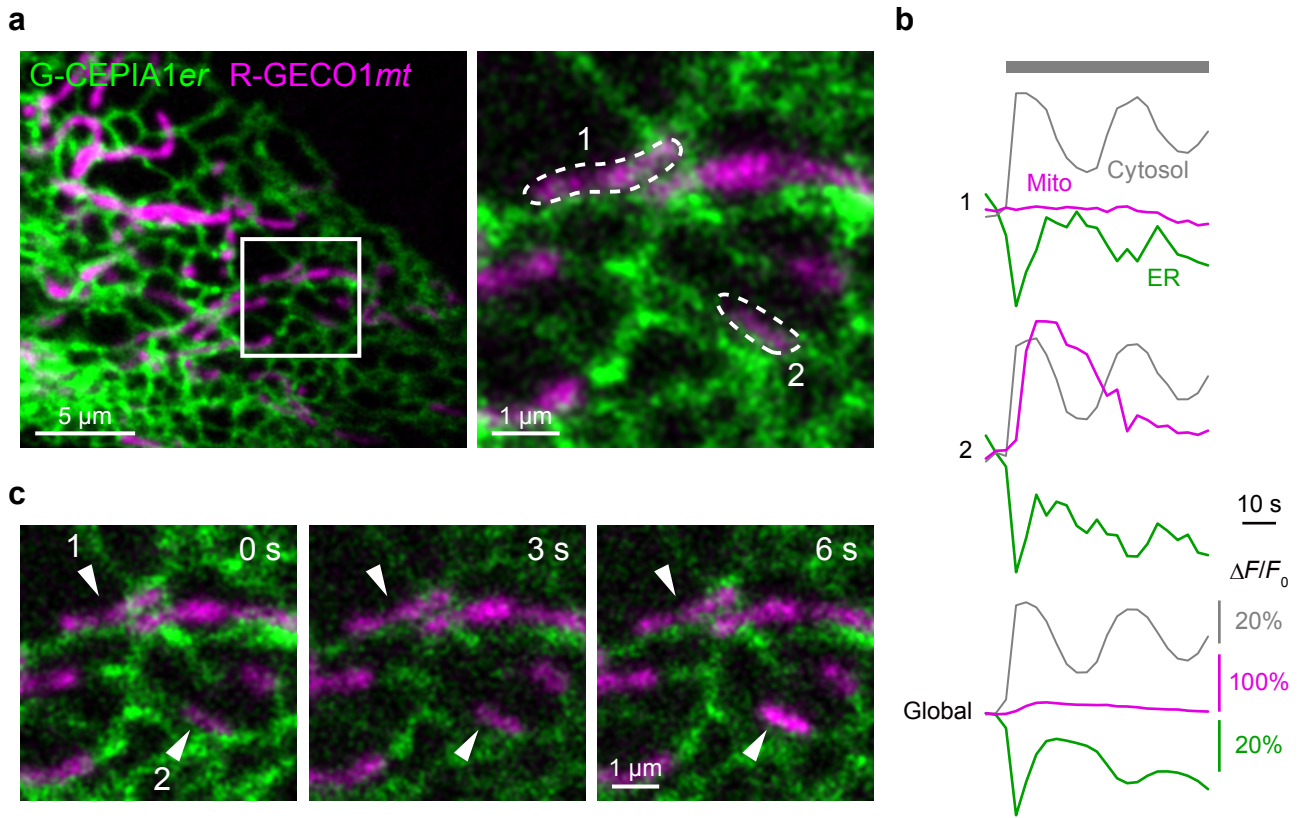 a
G-CEPIA1er R-GECO1mt
5 µm
1
2
1 µm
b
Cytosol
Mito
1
ER
2
10 s
ΔF/F0
20%
100%
20%
Global
c
1
2
0 s
3 s
6 s
1 µm